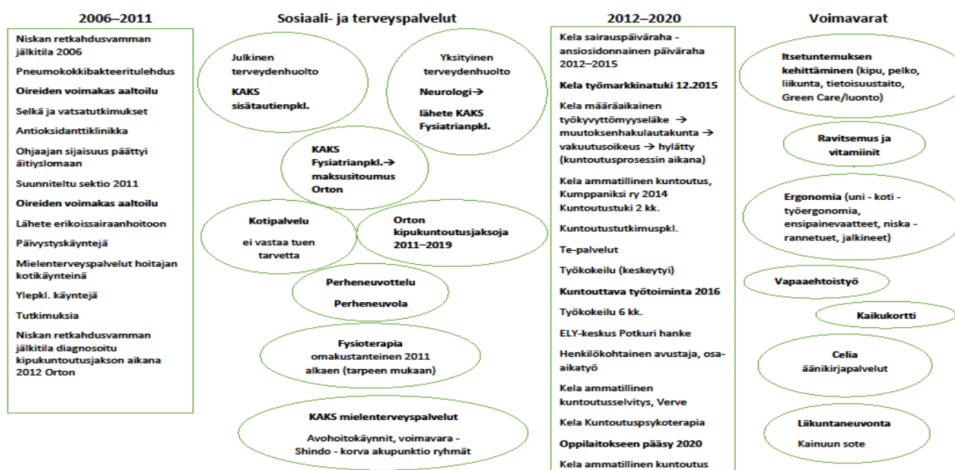 2006–2011
Niskan retkahdusvamman
jälkitila 2006
Pneumokokkibakteeritulehdus
Oireiden voimakas aaltoilu
Selkä ja vatsatutkimukset
Antioksidanttiklinikka
Ohjaajan sijaisuus päättyi
äitiyslomaan
Suunniteltu sektio 2011
Oireiden voimakas aaltoilu
Lähete erikoissairaanhoitoon
Päivystyskäyntejä
Mielenterveyspalvelut hoitajan
kotikäynteinä
Ylepkl. käyntejä
Tutkimuksia
Niskan retkahdusvamman
jälkitila diagnosoitu
kipukuntoutusjakson aikana
2012 Orton
Sosiaali- ja terveyspalvelut
Julkinen
terveydenhuolto
KAKS
sisätautienpkl.
Yksityinen
terveydenhuolto
Neurologi→
lähete KAKS
Fysiatrianpkl.
KAKS
Fysiatrianpkl.→
maksusitoumus
Orton
Kotipalvelu
ei vastaa tuen
tarvetta
Orton
kipukuntoutusjaksoja
2011–2019
Perheneuvottelu
Perheneuvola
Fysioterapia
omakustanteinen 2011
alkaen (tarpeen mukaan)
KAKS mielenterveyspalvelut
Avohoitokäynnit, voimavara -
Shindo - korva akupunktio ryhmät
2012–2020
Kela sairauspäiväraha -
ansiosidonnainen päiväraha
2012–2015
Kela työmarkkinatuki 12.2015
Kela määräaikainen
työkyvyttömyyseläke →
muutoksenhakulautakunta →
vakuutusoikeus → hylätty
(kuntoutusprosessin aikana)
Kela ammatillinen kuntoutus,
Kumppaniksi ry 2014
Kuntoutustuki 2 kk.
Kuntoutustutkimuspkl.
Te-palvelut
Työkokeilu (keskeytyi)
Kuntouttava työtoiminta 2016
Työkokeilu 6 kk.
ELY-keskus Potkuri hanke
Henkilökohtainen avustaja, osa-
aikatyö
Kela ammatillinen
kuntoutusselvitys, Verve
Kela Kuntoutuspsykoterapia
Oppilaitokseen pääsy 2020
Kela ammatillinen kuntoutus
Voimavarat
Itsetuntemuksen
kehittäminen (kipu, pelko,
liikunta, tietoisuustaito,
Green Care/luonto)
Ravitsemus ja
vitamiinit
Ergonomia (uni - koti -
työergonomia,
ensipainevaatteet, niska -
rannetuet, jalkineet)
Vapaaehtoistyö
Kaikukortti
Celia
äänikirjapalvelut
Liikuntaneuvonta
Kainuun sote